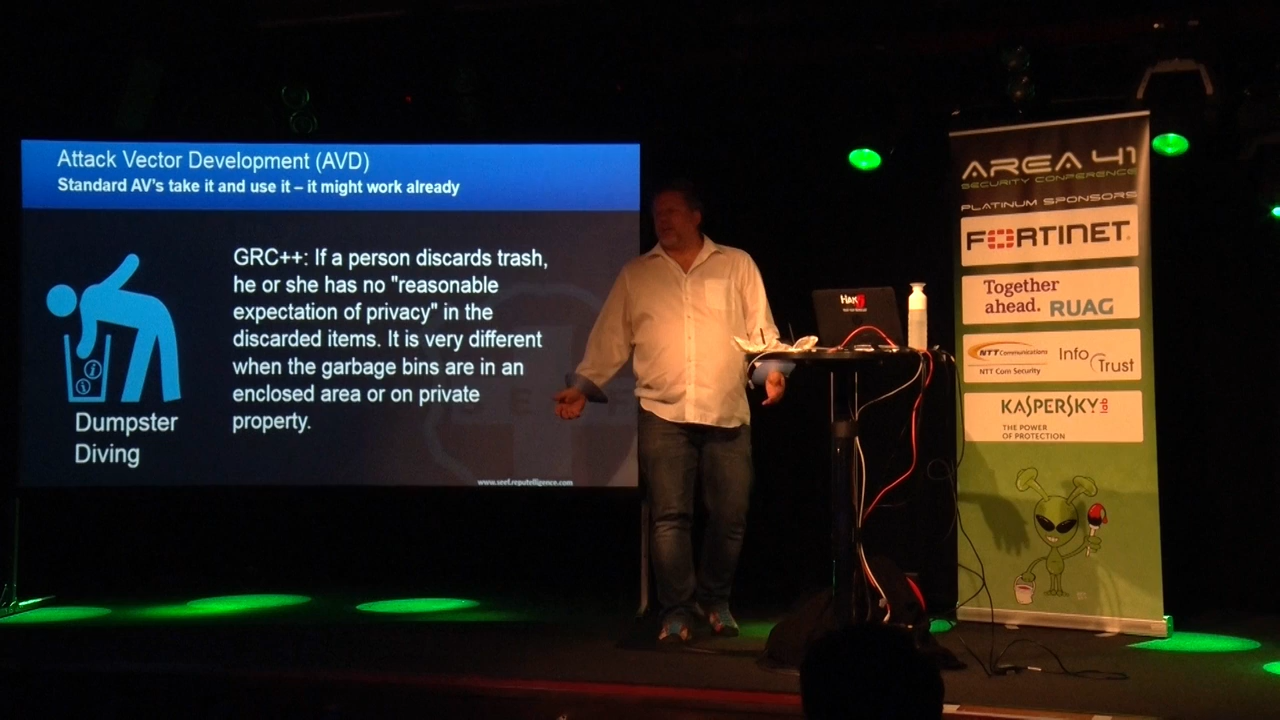 Attack Vector Development (AVD)
Standard AV's take it and use it – it might work already
GRC++: If a person discards trash,
he or she has no "reasonable
expectation of privacy" in the
discarded items. It is very different
when the garbage bins are in an
enclosed area or on private
property.
Dumpster
Diving
www.seef.reputelligence.com
HAK5
AREA 41
SECURITY CONFERENCE
PLATINUM SPONSORS
FORTINET
Together
ahead. RUAG
NTT Communications
NTT Com Security
Info
Trust
KASPERSKY lab
THE POWER
OF PROTECTION